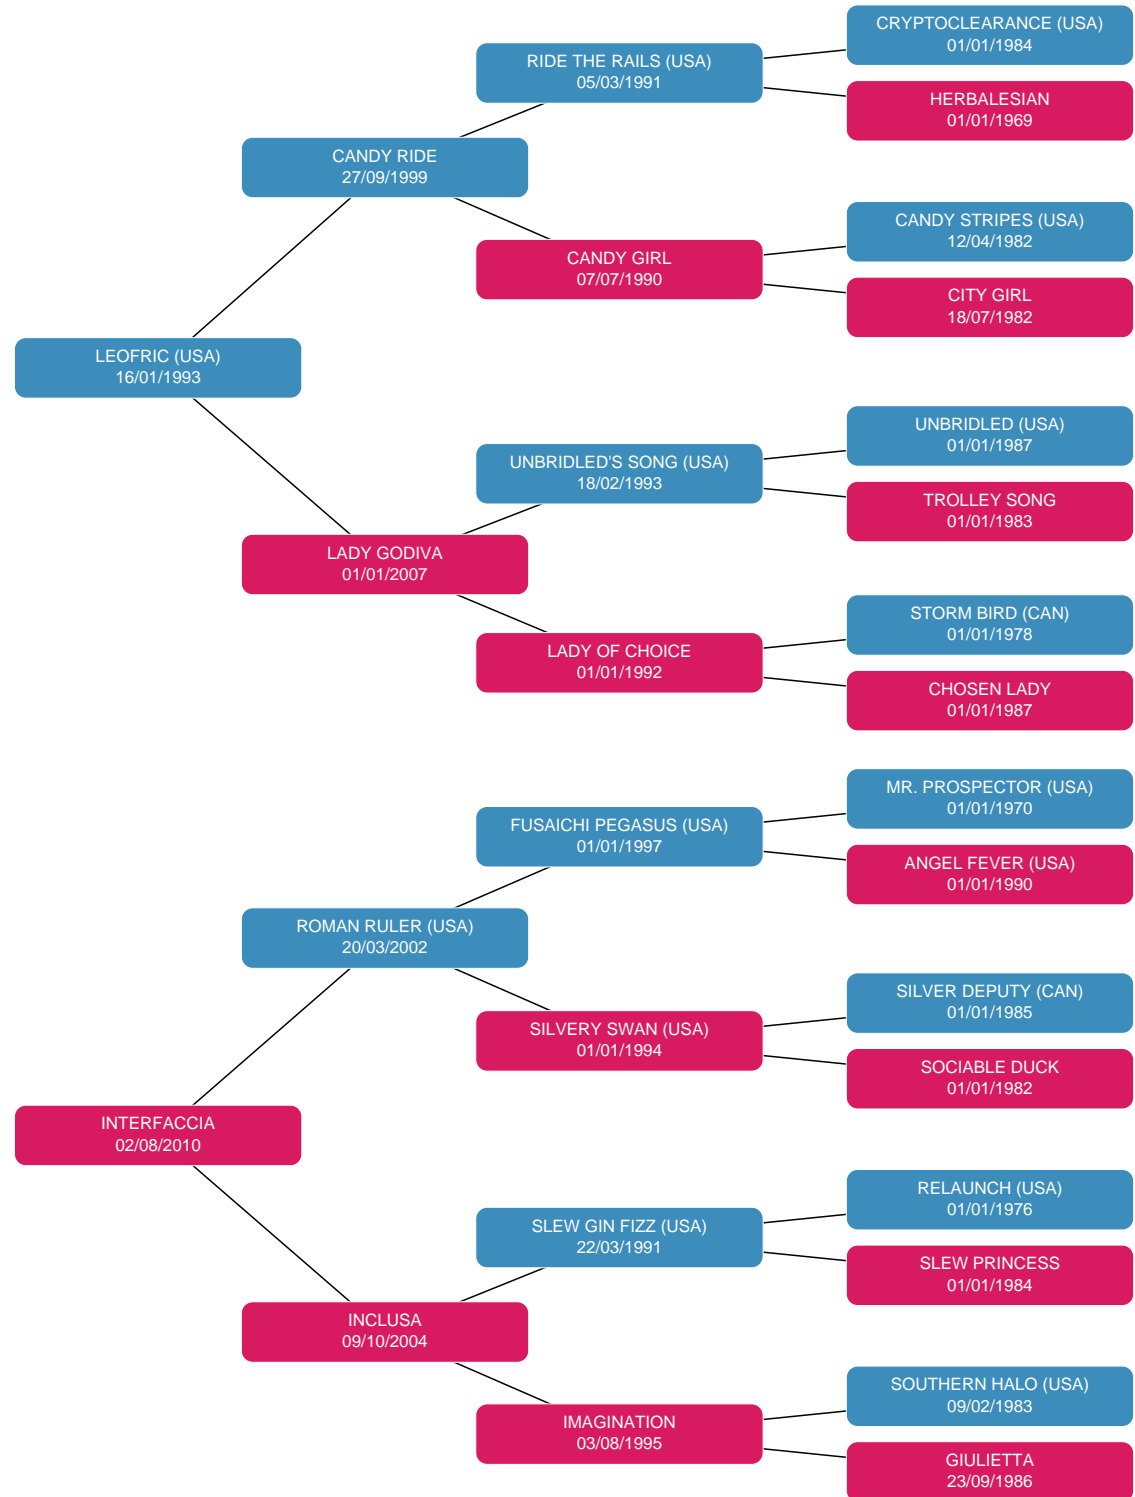 CRYPTOCLEARANCE (USA)
01/01/1984
RIDE THE RAILS (USA)
05/03/1991
HERBALESIAN
01/01/1969
CANDY RIDE
27/09/1999
CANDY STRIPES (USA)
12/04/1982
CANDY GIRL
07/07/1990
CITY GIRL
18/07/1982
LEOFRIC (USA)
16/01/1993
UNBRIDLED (USA)
01/01/1987
UNBRIDLED'S SONG (USA)
18/02/1993
TROLLEY SONG
01/01/1983
LADY GODIVA
01/01/2007
STORM BIRD (CAN)
01/01/1978
LADY OF CHOICE
01/01/1992
CHOSEN LADY
01/01/1987
MR. PROSPECTOR (USA)
01/01/1970
FUSAICHI PEGASUS (USA)
01/01/1997
ANGEL FEVER (USA)
01/01/1990
ROMAN RULER (USA)
20/03/2002
SILVER DEPUTY (CAN)
01/01/1985
SILVERY SWAN (USA)
01/01/1994
SOCIABLE DUCK
01/01/1982
INTERFACCIA
02/08/2010
RELAUNCH (USA)
01/01/1976
SLEW GIN FIZZ (USA)
22/03/1991
SLEW PRINCESS
01/01/1984
INCLUSA
09/10/2004
SOUTHERN HALO (USA)
09/02/1983
IMAGINATION
03/08/1995
GIULIETTA
23/09/1986